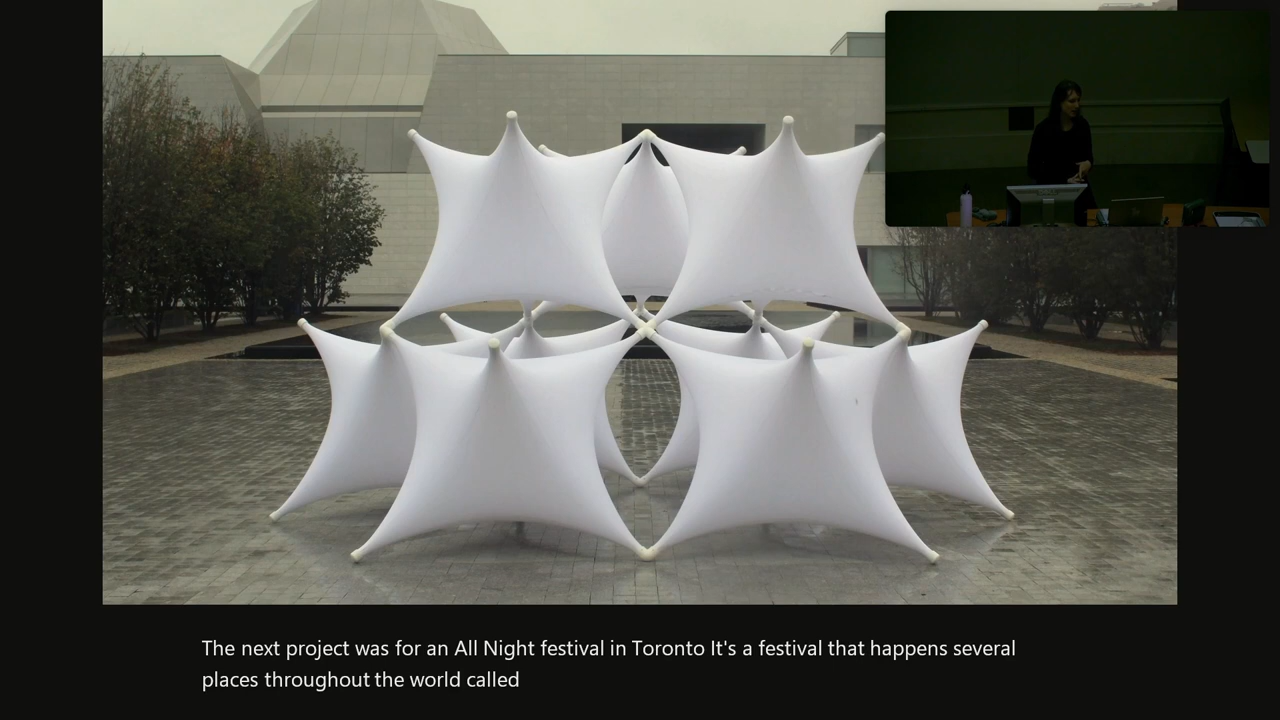 The next project was for an All Night festival in Toronto It's a festival that happens several
places throughout the world called